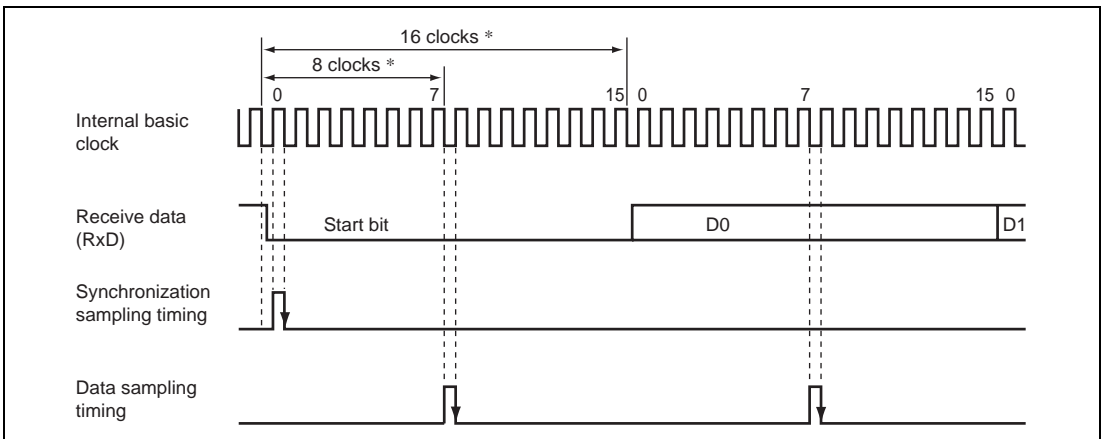 16 clocks *
8 clocks *
0 7 15 0 7 15 0
Internal basic
clock
Receive data
(RxD)
Start bit D0 D1
Synchronization
sampling timing
Data sampling
timing